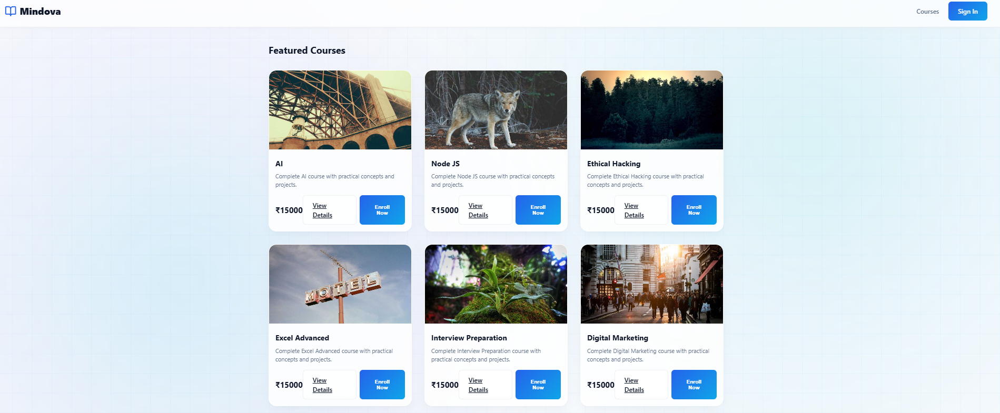 Mindova
Courses
Sign In
Featured Courses
AI
Complete AI course with practical concepts and
projects.
₹15000
View
Details
Enroll
Now
Node JS
Complete Node JS course with practical concepts
and projects.
₹15000
View
Details
Enroll
Now
Ethical Hacking
Complete Ethical Hacking course with practical
concepts and projects.
₹15000
View
Details
Enroll
Now
MOTEL
Excel Advanced
Complete Excel Advanced course with practical
concepts and projects.
₹15000
View
Details
Enroll
Now
Interview Preparation
Complete Interview Preparation course with
practical concepts and projects.
₹15000
View
Details
Enroll
Now
Digital Marketing
Complete Digital Marketing course with practical
concepts and projects.
₹15000
View
Details
Enroll
Now